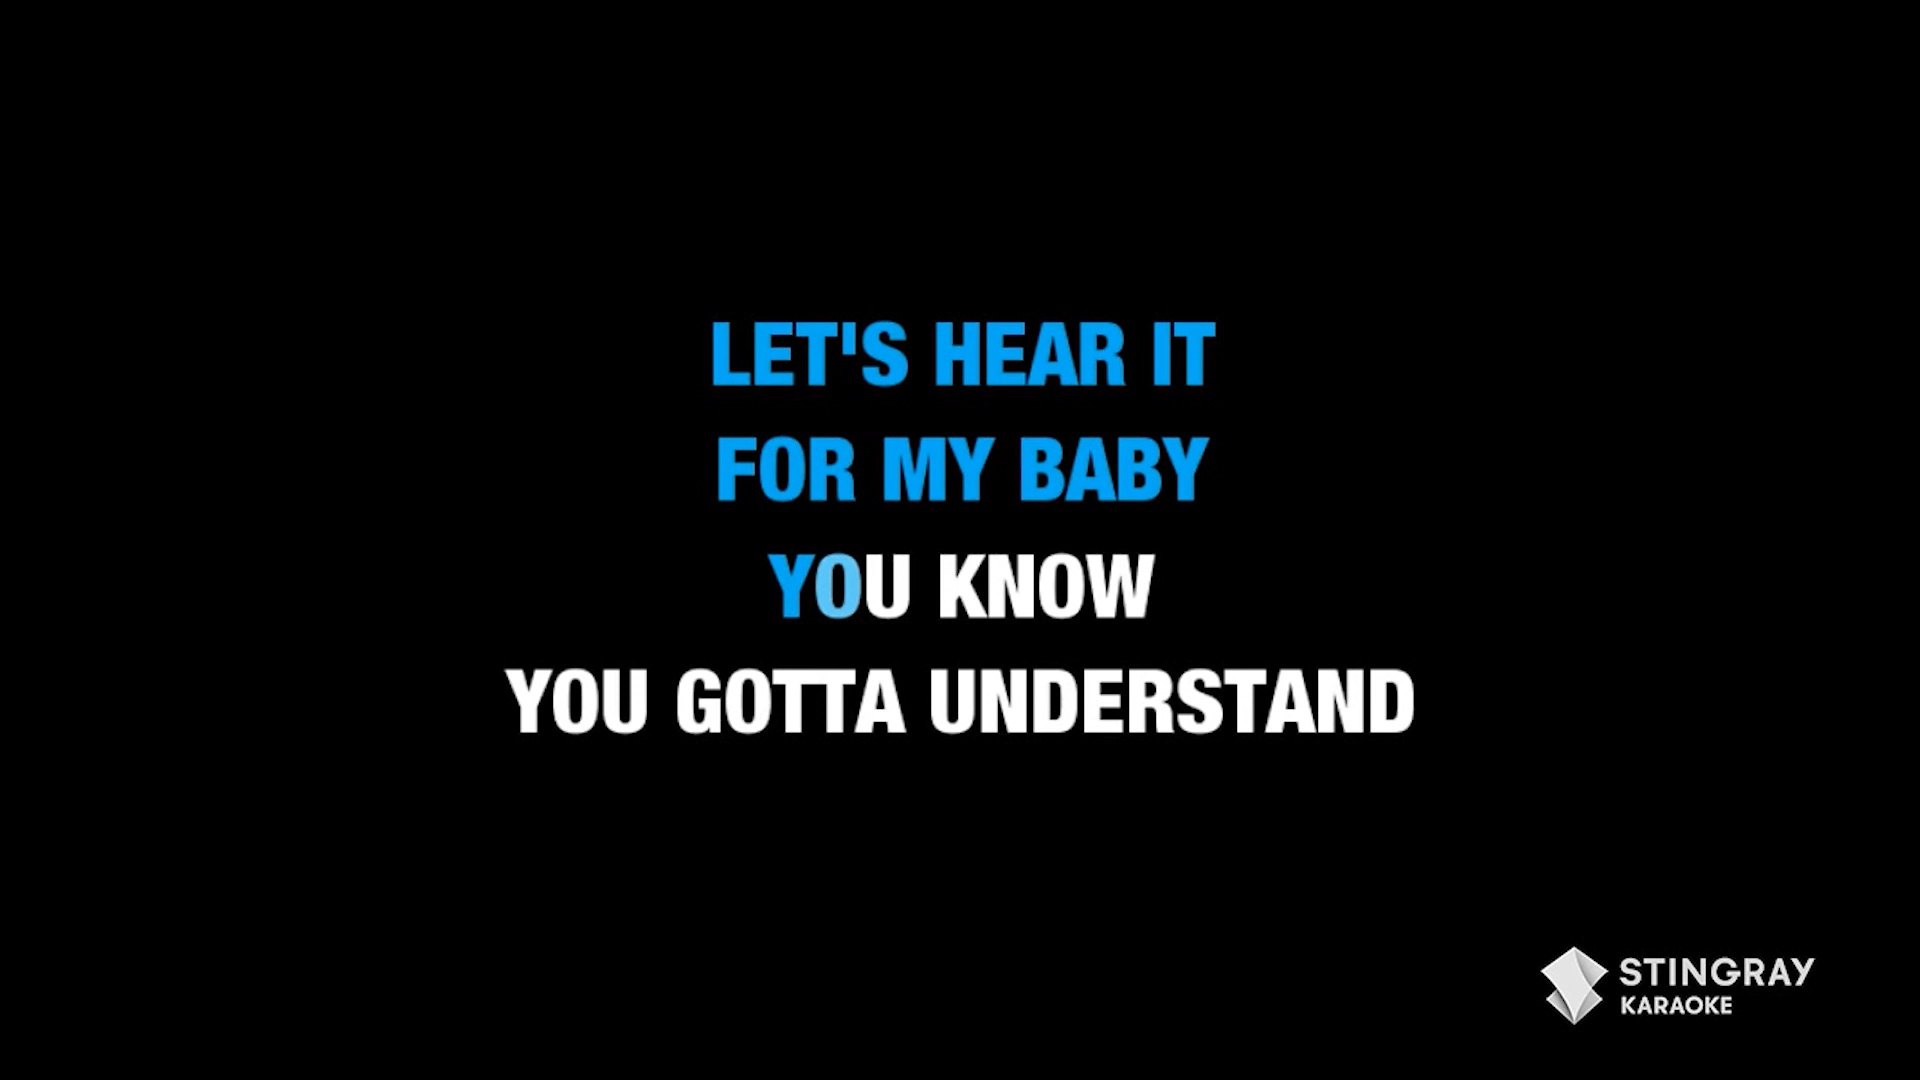 LET'S HEAR IT
FOR MY BABY
YOU KNOW
YOU GOTTA UNDERSTAND
STINGRAY
KARAOKE